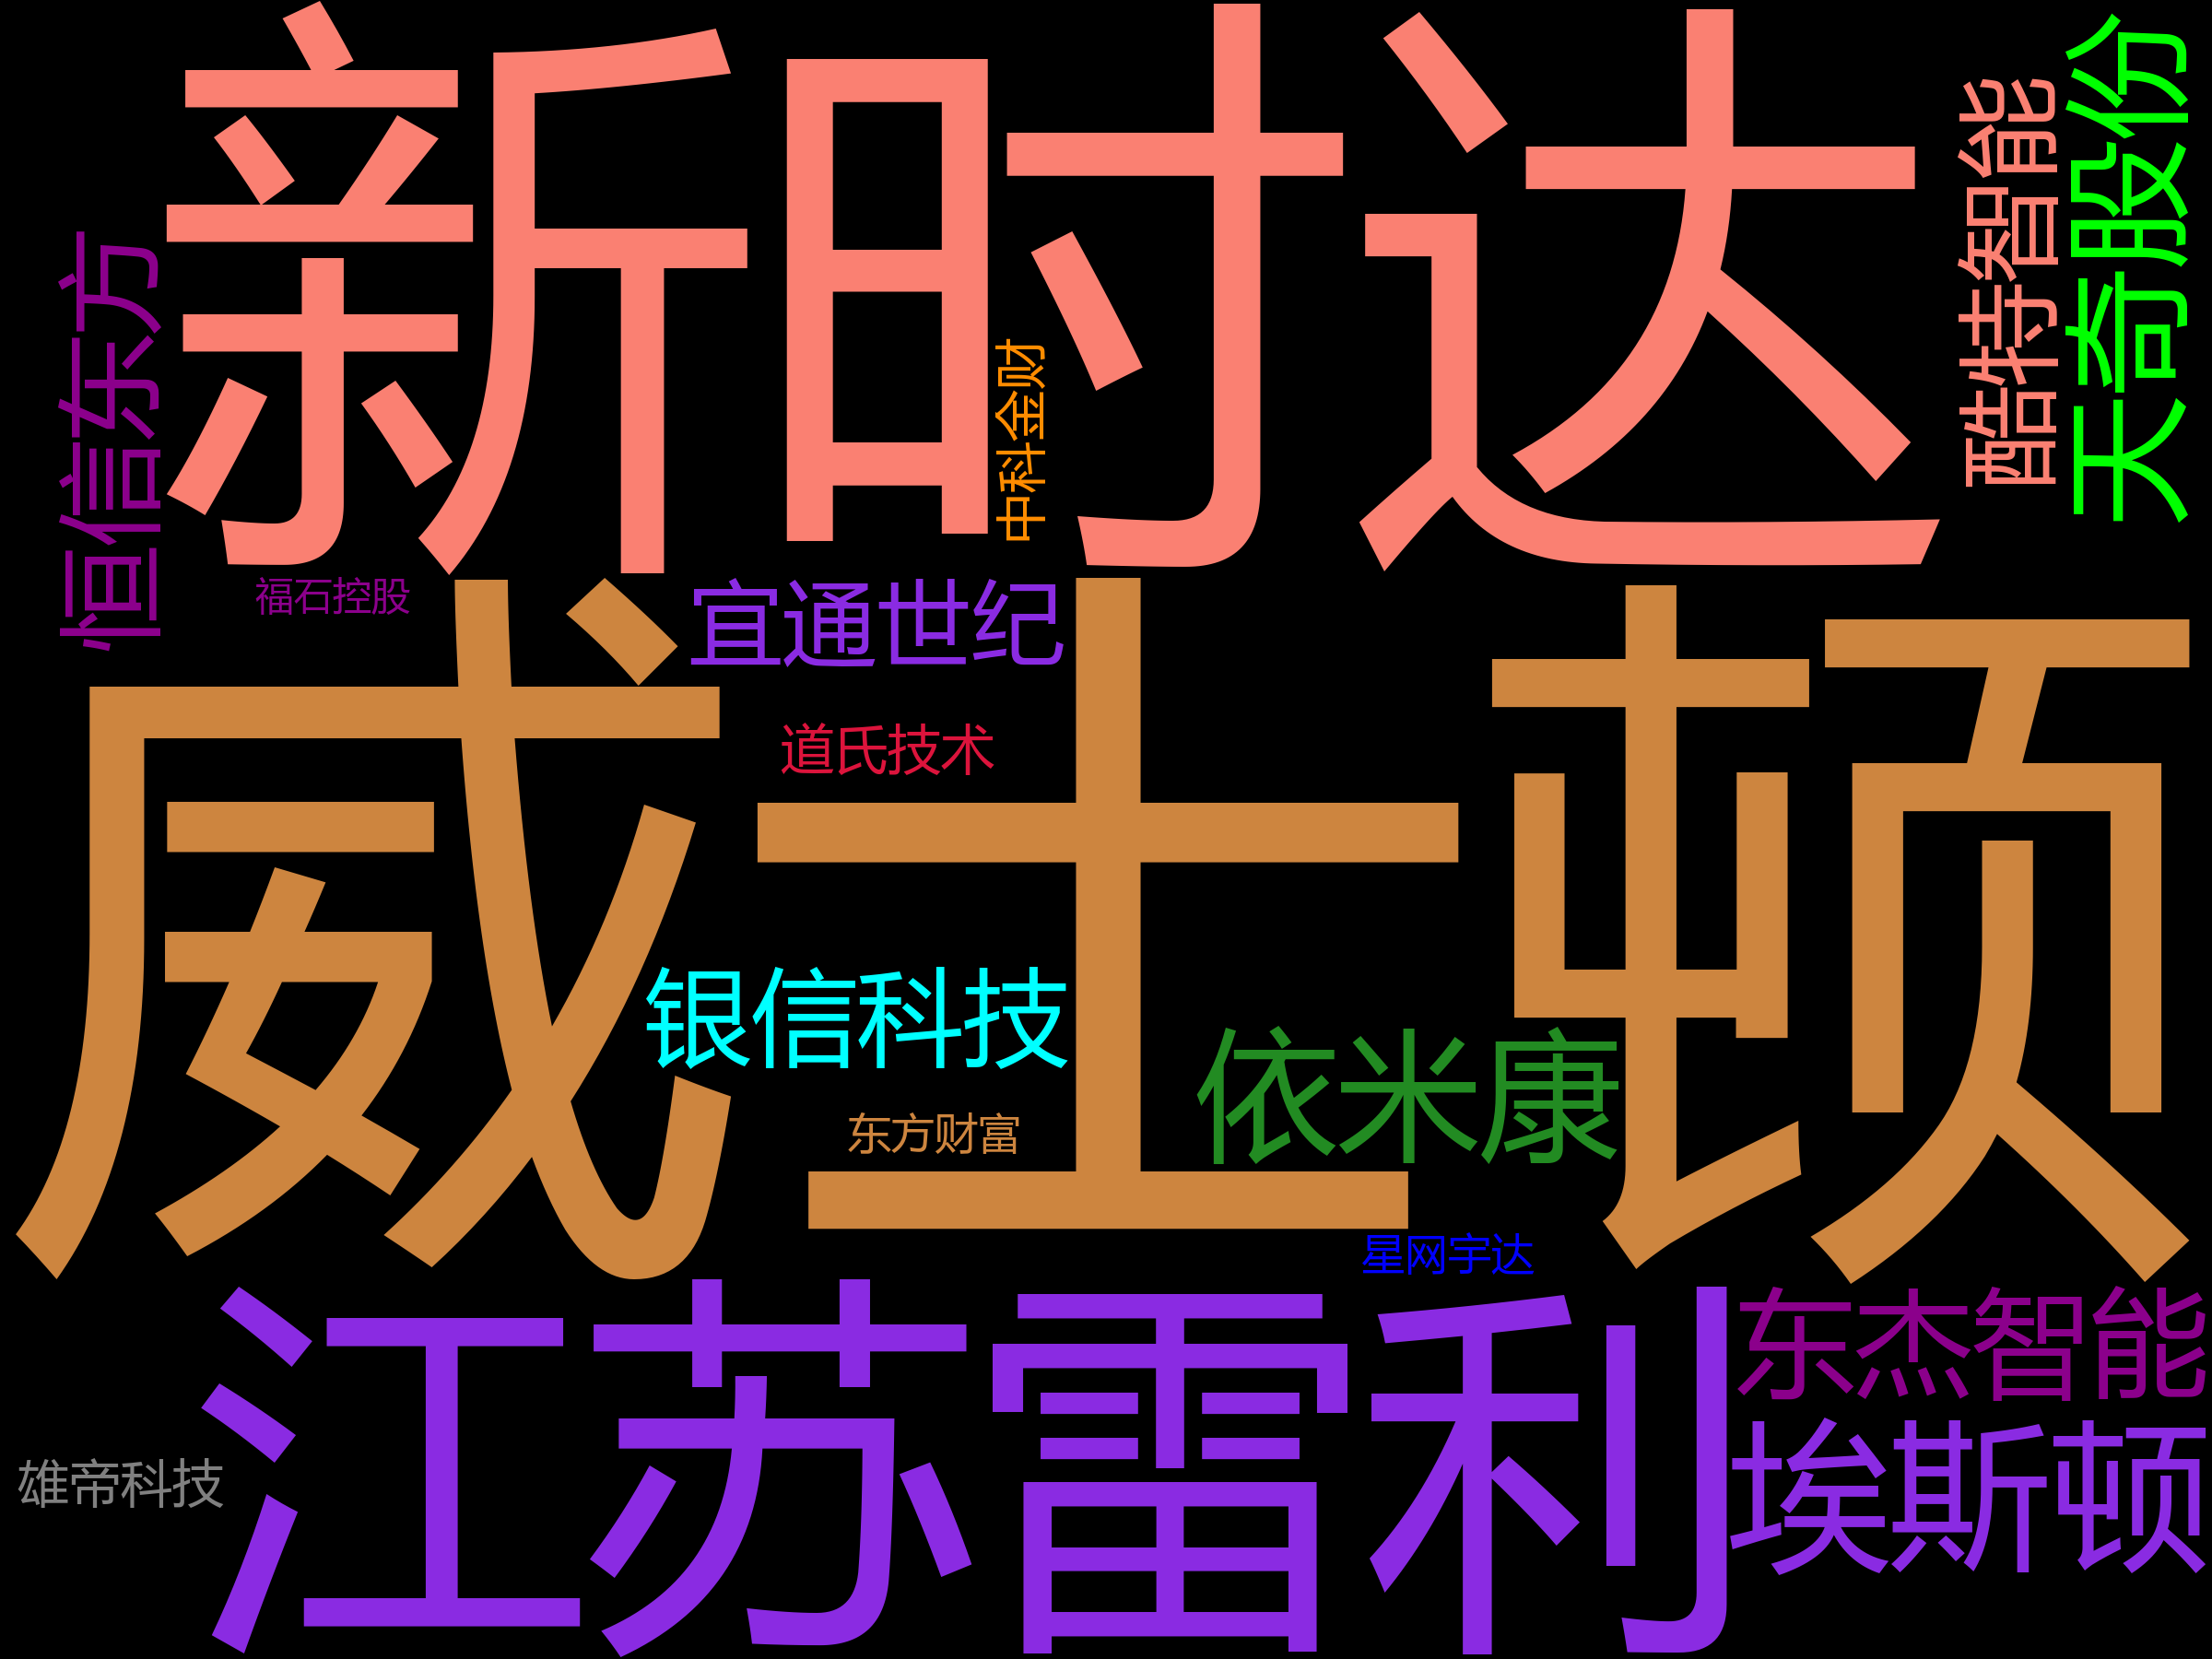 新时达
恒信东方
酷特智能
天奇股份
中科金财
福石控股
宜通世纪
道氏技术
威士顿
银信科技
依米康
东方财富
星网宇达
江苏雷利
东杰智能
埃斯顿
雄帝科技